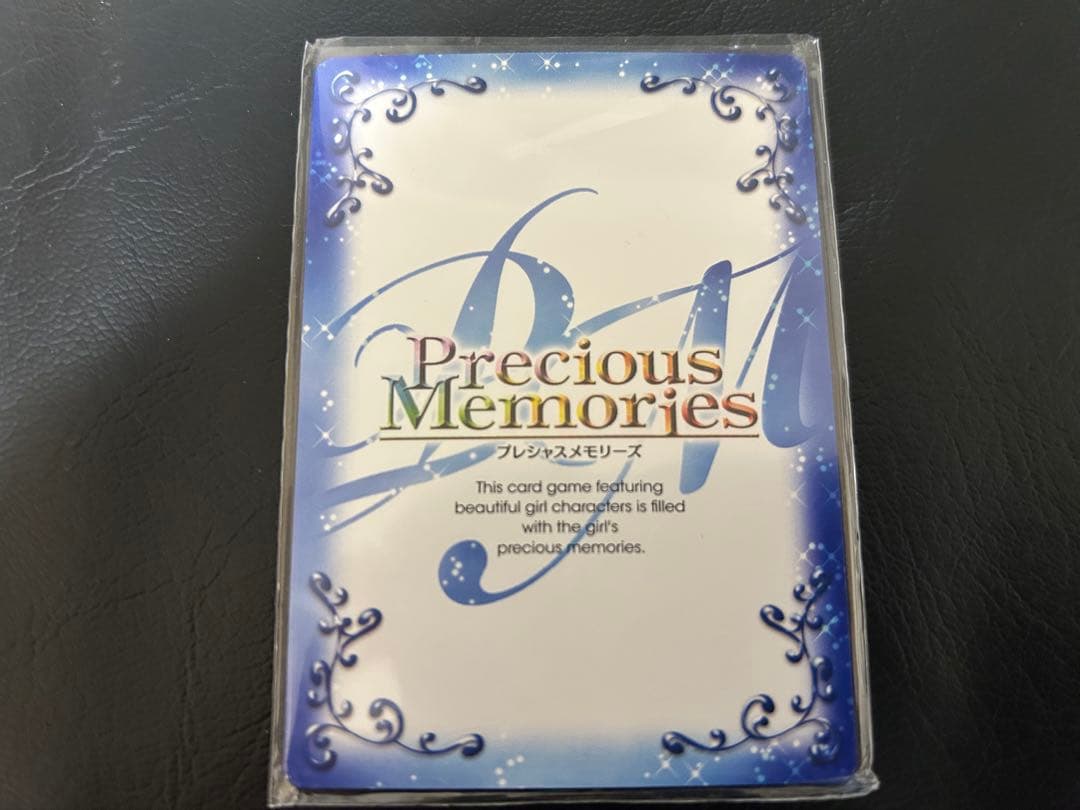 Precious
Memories
プレシャスメモリーズ
This card game featuring
beautiful girl characters is filled
with the girl's
precious memories.